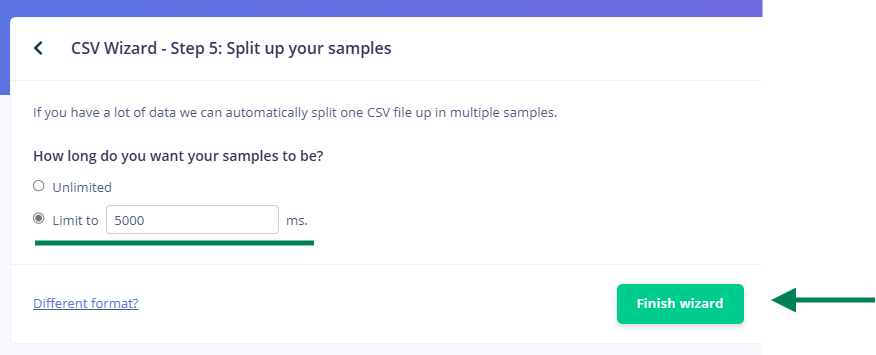 CSV Wizard - Step 5: Split up your samples
If you have a lot of data we can automatically split one CSV file up in multiple samples.
How long do you want your samples to be?
Unlimited
Limit to 5000 ms.
Different format? Finish wizard